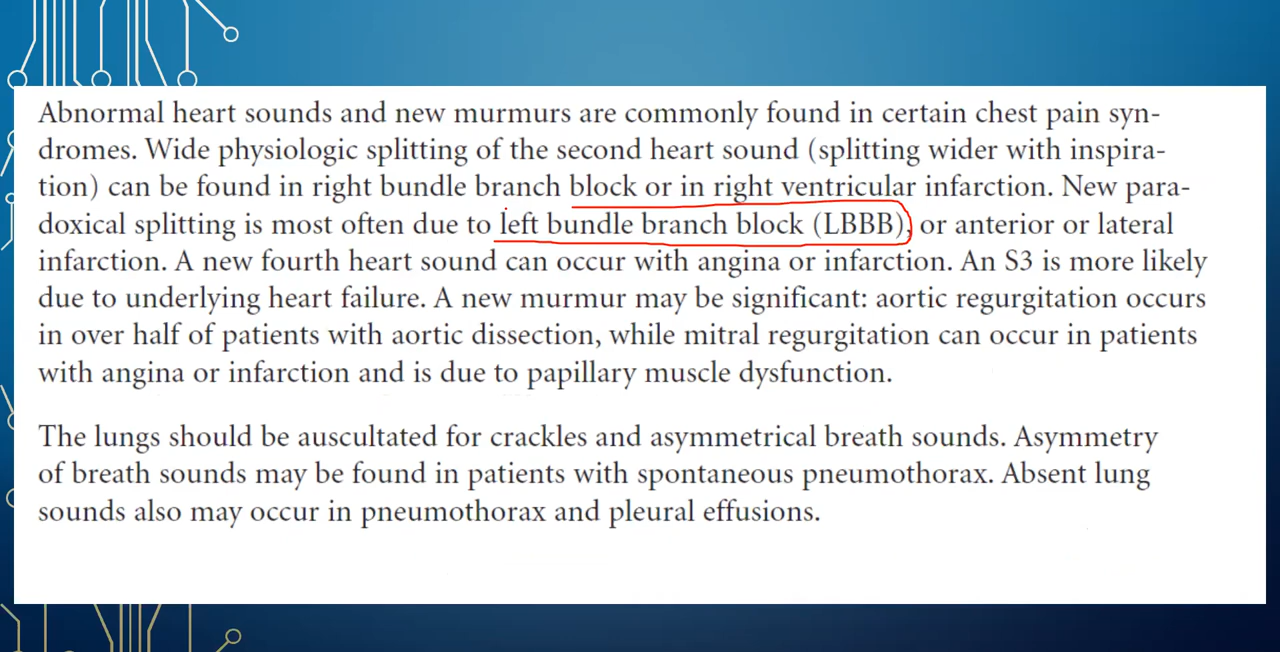 Abnormal heart sounds and new murmurs are commonly found in certain chest pain syn-
dromes. Wide physologic splitting of the second heart sound (splitting wider with inspira-
tion) can be found in right bundle branch block or in right ventricular infarction. New para-
doxical splitting is most often due to left bundle branch block (LBBB), or anterior or lateral
infarction. A new fourth heart sound can occur with angina or infarction. An S3 is more likely
due to underlying heart failure. A new murmur may be significant: aortic regurgitation occurs
in over half of patients with aortic dissection, while mitral regurgitation can occur in patients
with angina or infarction and is due to papillary muscle dysfunction.
The lungs should be auscultated for crackles and asymmetrical breath sounds. Asymmetry
of breath sounds may be found in patients with spontaneous pneumothorax. Absent lung
sounds also may occur in pneumothorax and pleural effusions.